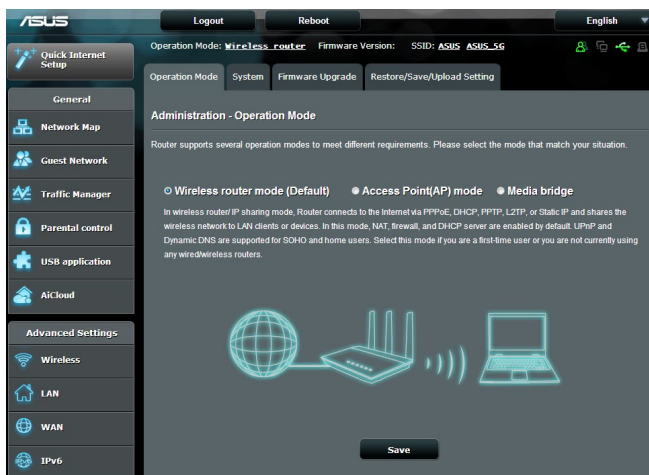 ASUS
Logout
Reboot
English
Operation Mode: Wireless router Firmware Version: SSID: ASUS ASUS_5G
Quick Internet
Setup
Operation Mode
System
Firmware Upgrade
Restore/Save/Upload Setting
General
Network Map
Guest Network
Traffic Manager
Parental control
USB application
AiCloud
Advanced Settings
Wireless
LAN
WAN
IPv6
Administration - Operation Mode
Router supports several operation modes to meet different requirements. Please select the mode that match your situation.
Wireless router mode (Default)
Access Point(AP) mode
Media bridge
In wireless router/ IP sharing mode, Router connects to the Internet via PPPoE, DHCP, PPTP, L2TP, or Static IP and shares the
wireless network to LAN clients or devices. In this mode, NAT, firewall, and DHCP server are enabled by default. UPnP and
Dynamic DNS are supported for SOHO and home users. Select this mode if you are a first-time user or you are not currently using
any wired/wireless routers.
Save